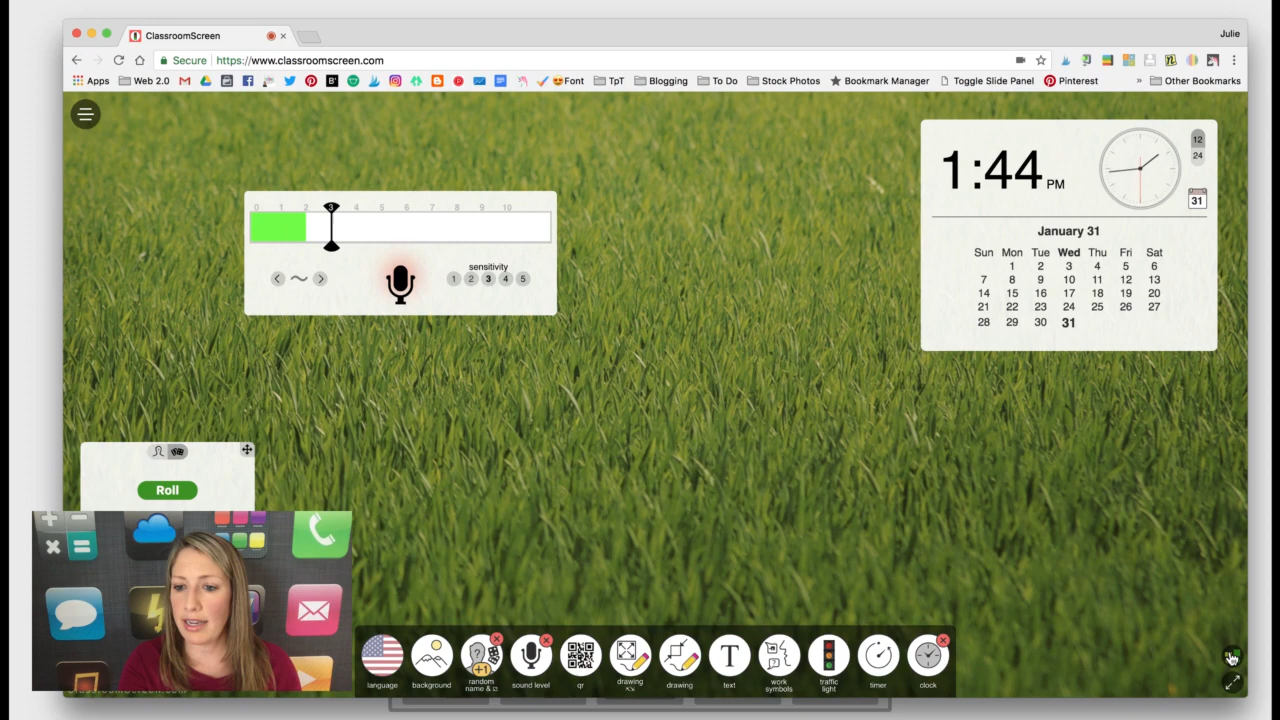 ClassroomScreen
Julie
Secure https://www.classroomscreen.com
Apps Web 2.0 Font TpT Blogging To Do Stock Photos Bookmark Manager Toggle Slide Panel Pinterest » Other Bookmarks
0 1 2 3 4 5 6 7 8 9 10
sensitivity
1 2 3 4 5
1:44 PM
12
24
31
January 31
Sun Mon Tue Wed Thu Fri Sat
1 2 3 4 5 6
7 8 9 10 11 12 13
14 15 16 17 18 19 20
21 22 23 24 25 26 27
28 29 30 31
Roll
+1
T
language background random name & sound level qr drawing drawing text work symbols traffic light timer clock